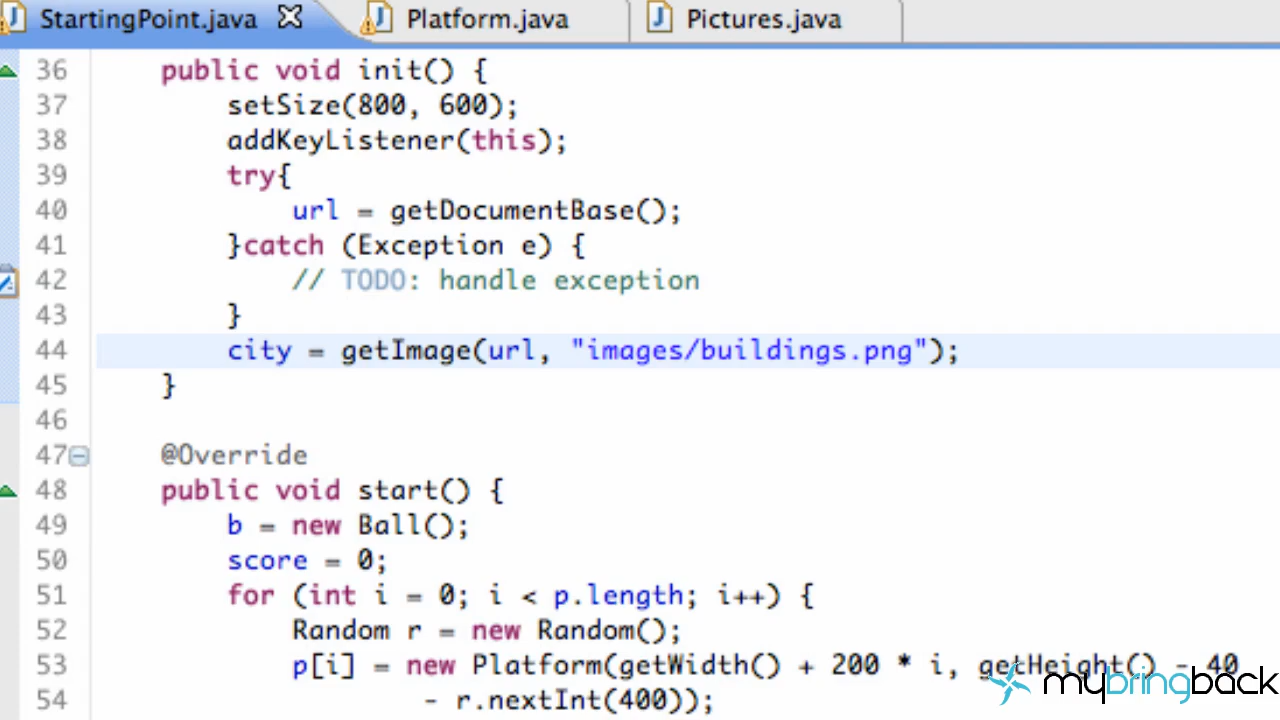 StartingPoint.java Platform.java Pictures.java
36 public void init() {
37 setSize(800, 600);
38 addKeyListener(this);
39 try{
40 url = getDocumentBase();
41 }catch (Exception e) {
42 // TODO: handle exception
43 }
44 city = getImage(url, "images/buildings.png");
45 }
46
47 @Override
48 public void start() {
49 b = new Ball();
50 score = 0;
51 for (int i = 0; i < p.length; i++) {
52 Random r = new Random();
53 p[i] = new Platform(getWidth() + 200 * i, getHeight() - 40
54 - r.nextInt(400));
mybringback